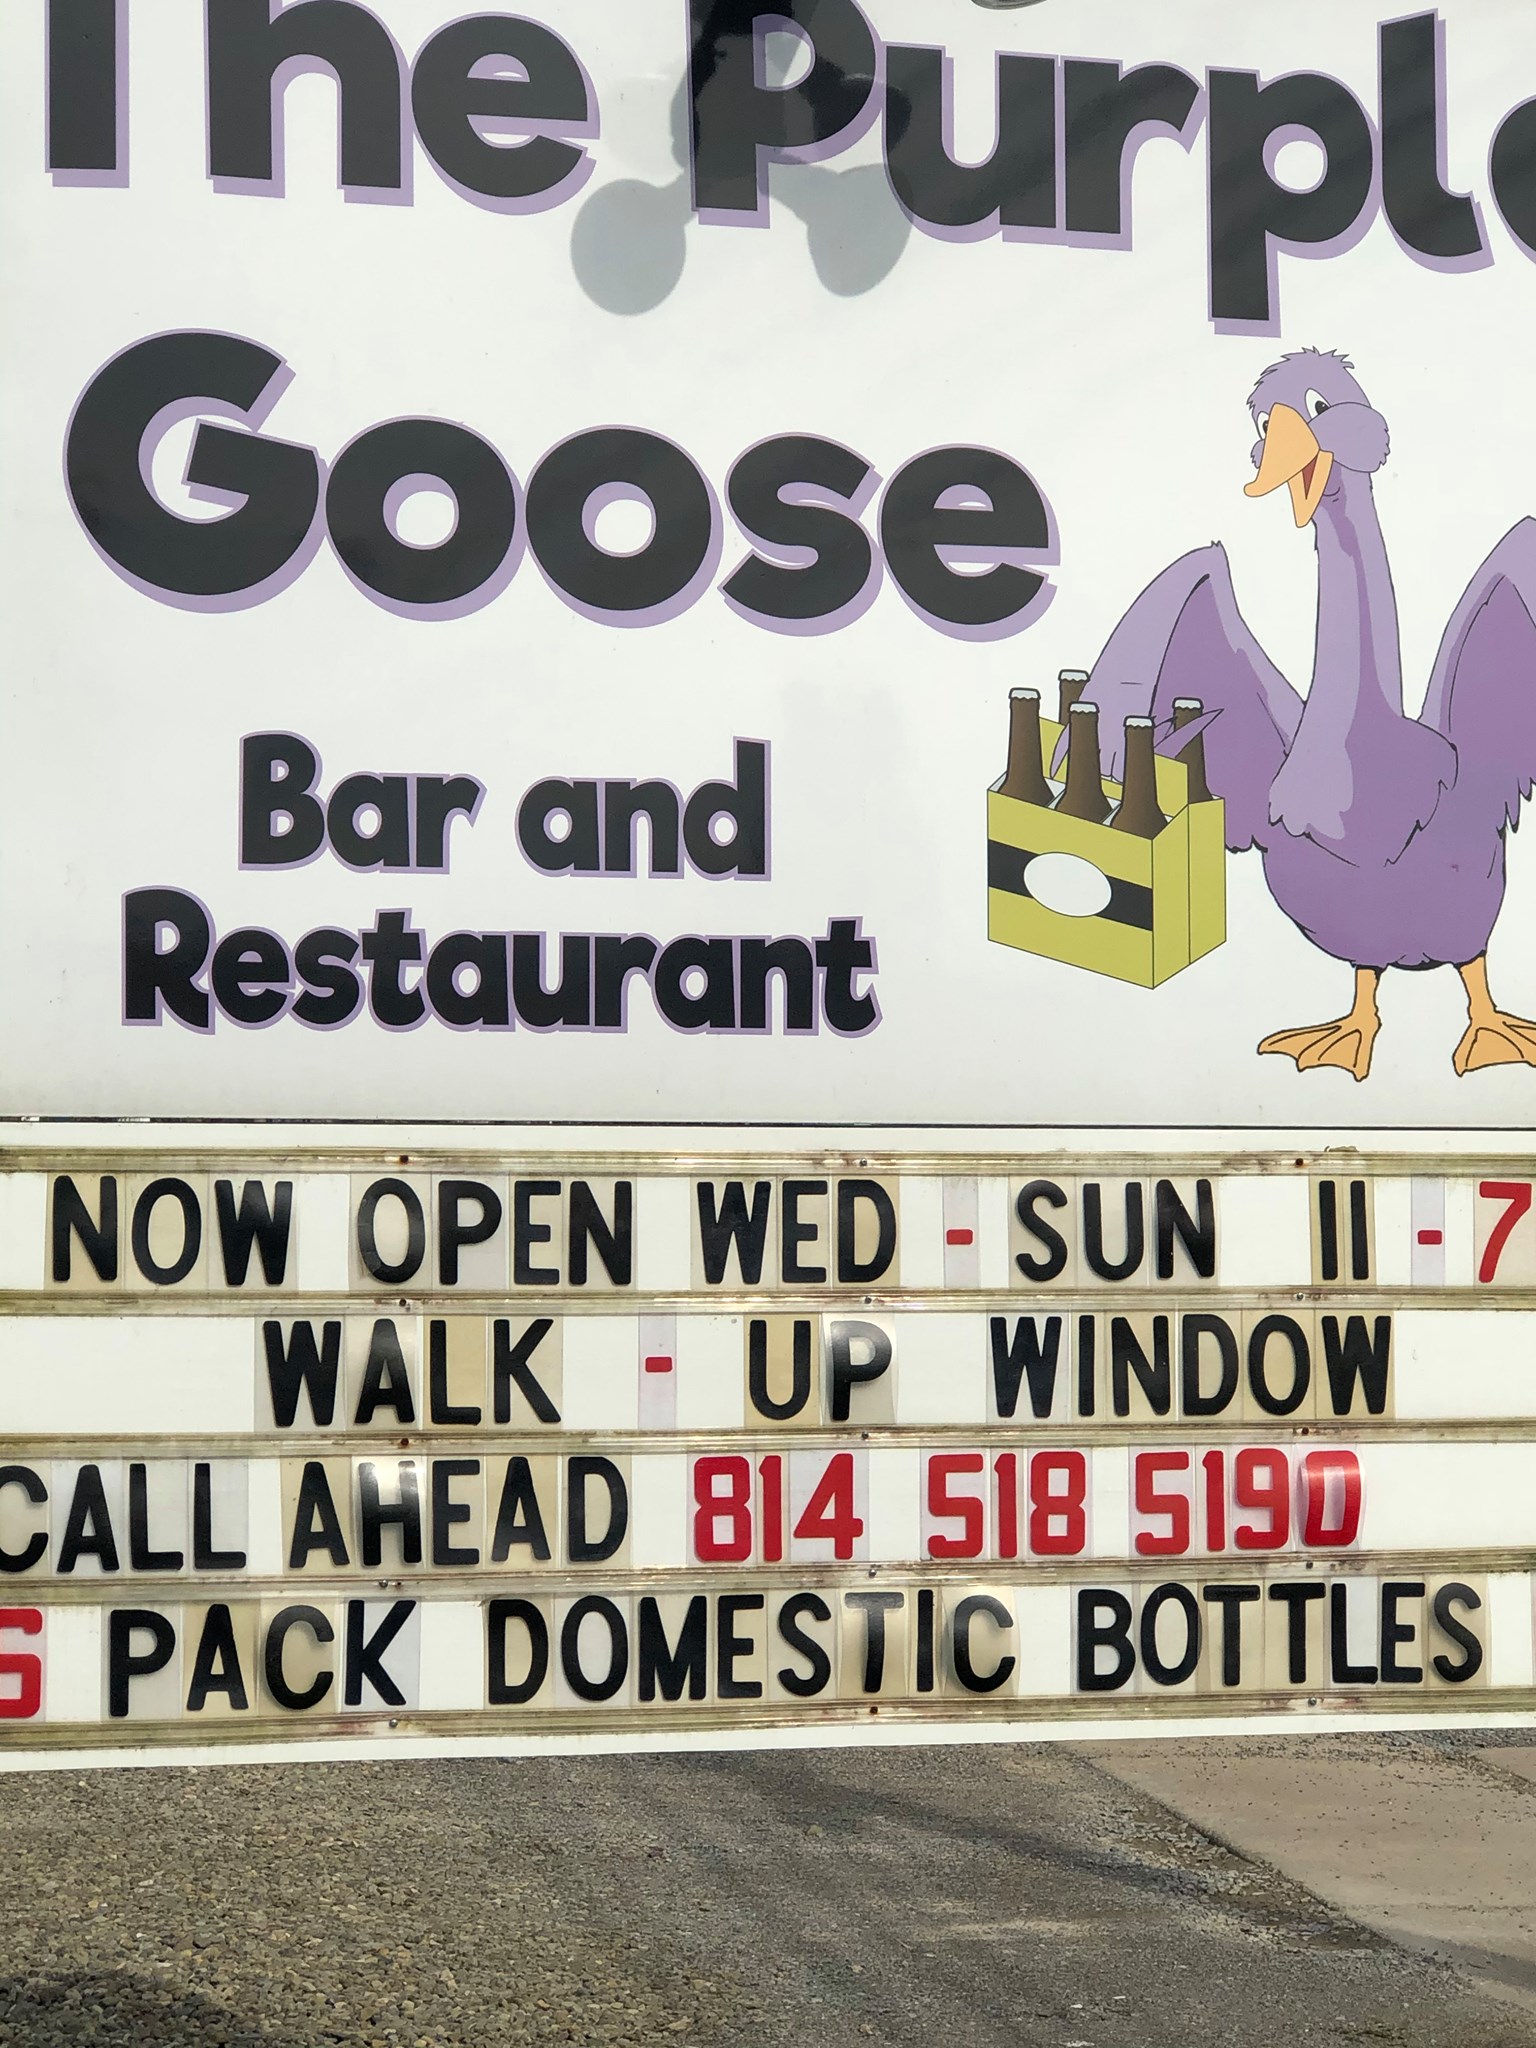 The Purple
Goose
Bar and
Restaurant
NOW OPEN WED - SUN 11 - 7
WALK - UP WINDOW
CALL AHEAD 814 518 5190
6 PACK DOMESTIC BOTTLES